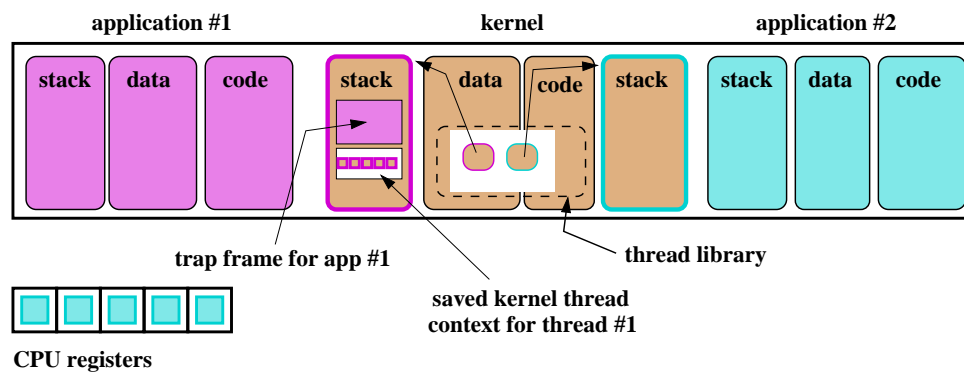 application #1
kernel
application #2
stack
data
code
stack
data
code
stack
stack
data
code
trap frame for app #1
thread library
saved kernel thread
context for thread #1
CPU registers